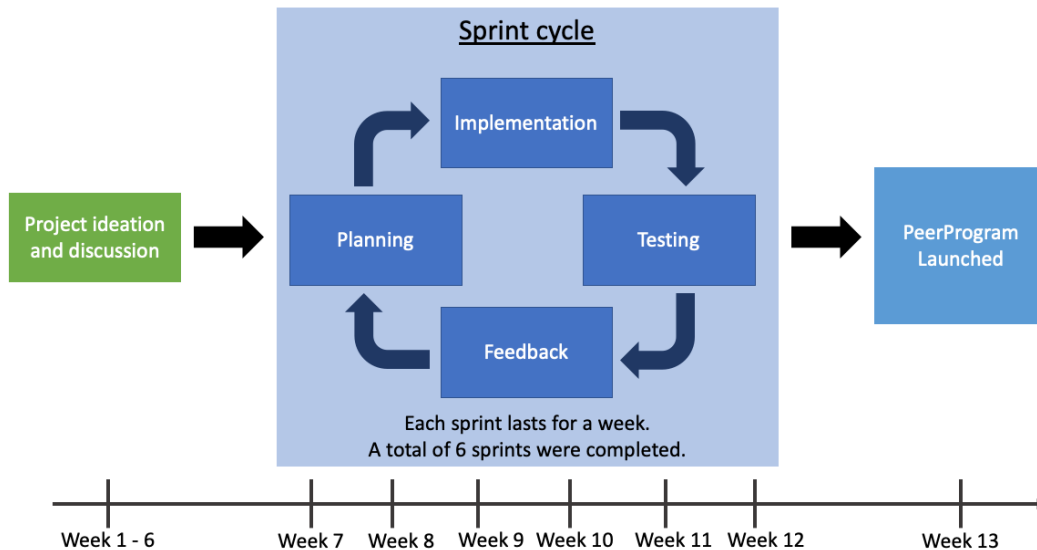 Sprint cycle
Implementation
Project ideation
and discussion
Planning
Testing
PeerProgram
Launched
Feedback
Each sprint lasts for a week.
A total of 6 sprints were completed.
Week 1 - 6
Week 7
Week 8
Week 9
Week 10
Week 11
Week 12
Week 13